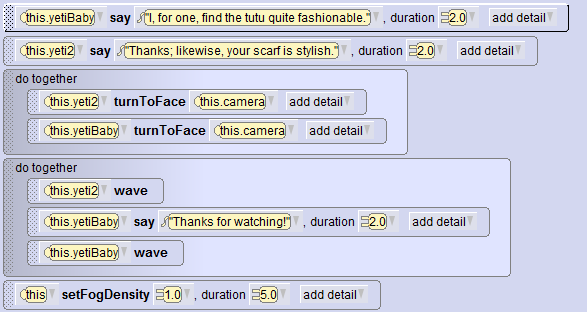 this.yetiBaby say "I, for one, find the tutu quite fashionable." , duration 2.0 add detail
this.yeti2 say "Thanks; likewise, your scarf is stylish." , duration 2.0 add detail
do together
this.yeti2 turnToFace this.camera add detail
this.yetiBaby turnToFace this.camera add detail
do together
this.yeti2 wave
this.yetiBaby say "Thanks for watching!" , duration 2.0 add detail
this.yetiBaby wave
this setFogDensity 1.0 , duration 5.0 add detail